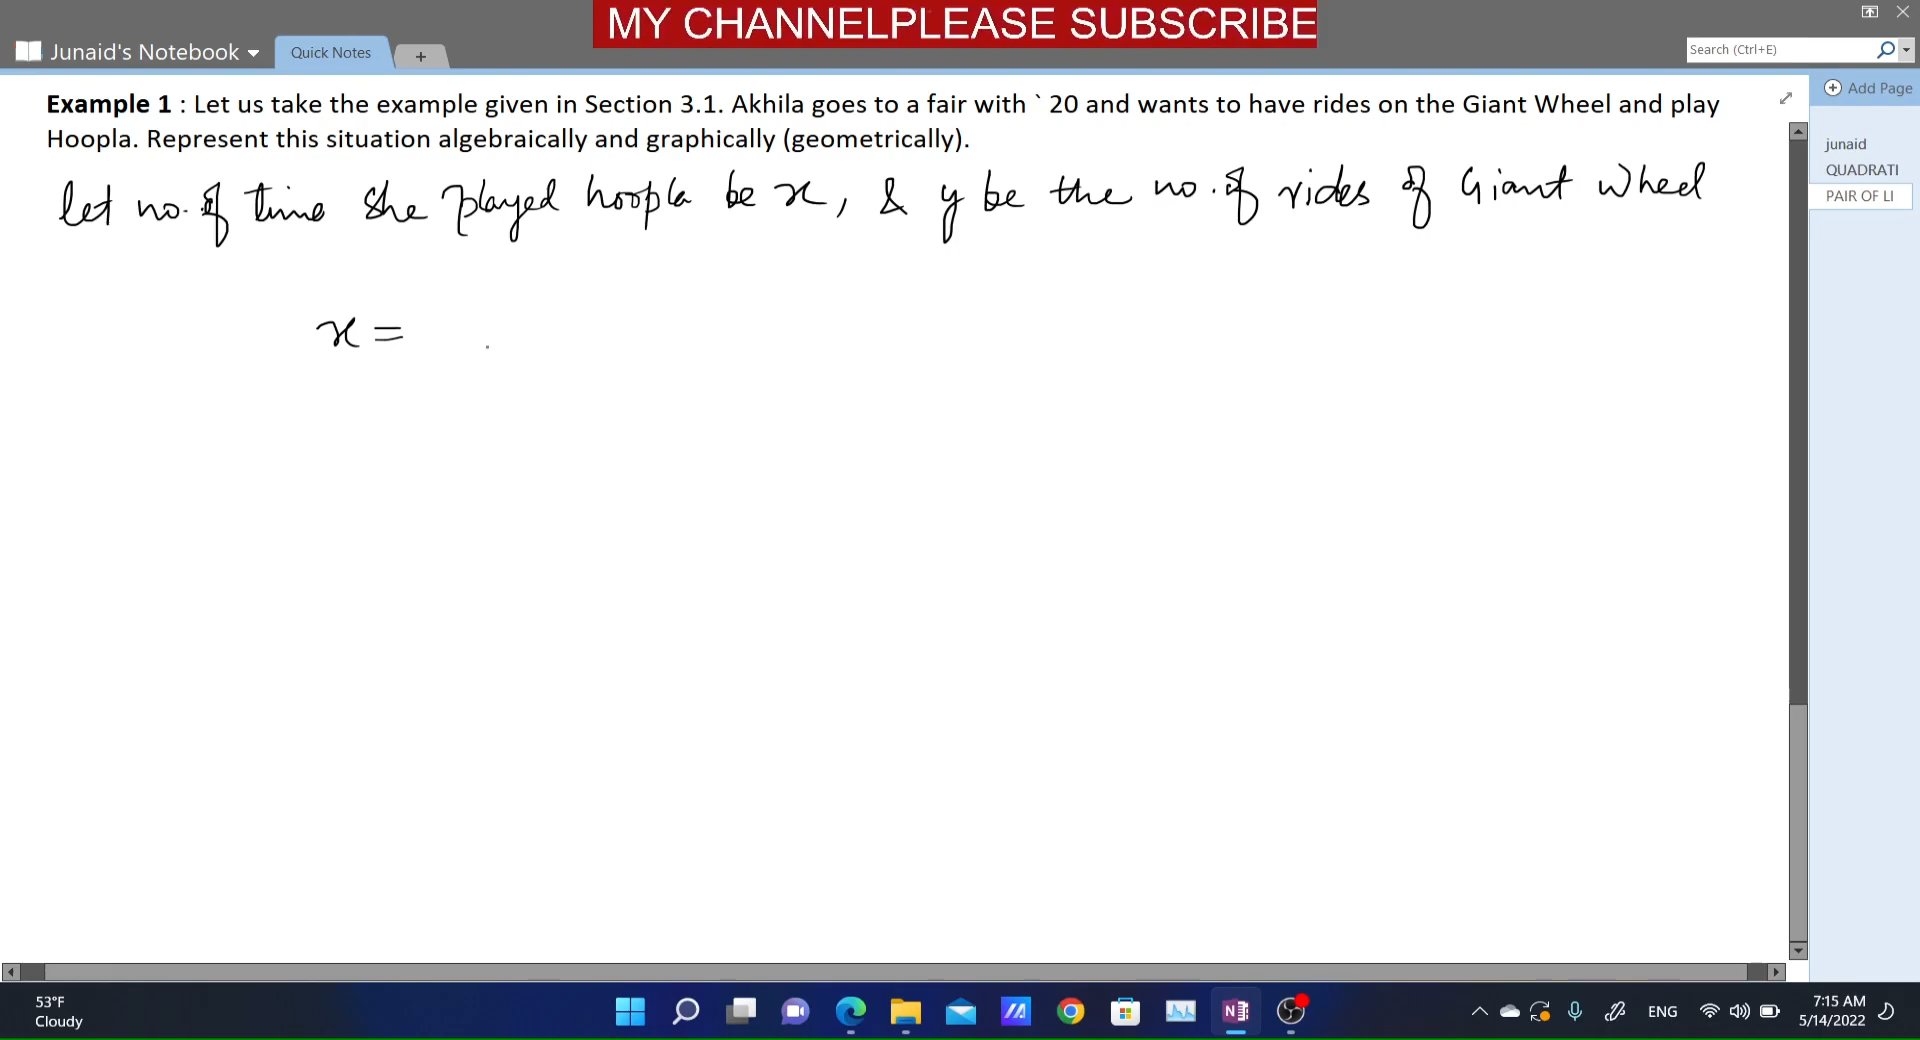 MY CHANNELPLEASE SUBSCRIBE
Junaid's Notebook
Quick Notes
+
Search (Ctrl+E)
Add Page
junaid
QUADRATI
PAIR OF LI
Example 1 : Let us take the example given in Section 3.1. Akhila goes to a fair with ` 20 and wants to have rides on the Giant Wheel and play
Hoopla. Represent this situation algebraically and graphically (geometrically).
let no. of time she played hoopla be x, & y be the no. of rides of Giant Wheel
x =
53°F
Cloudy
ENG
7:15 AM
5/14/2022